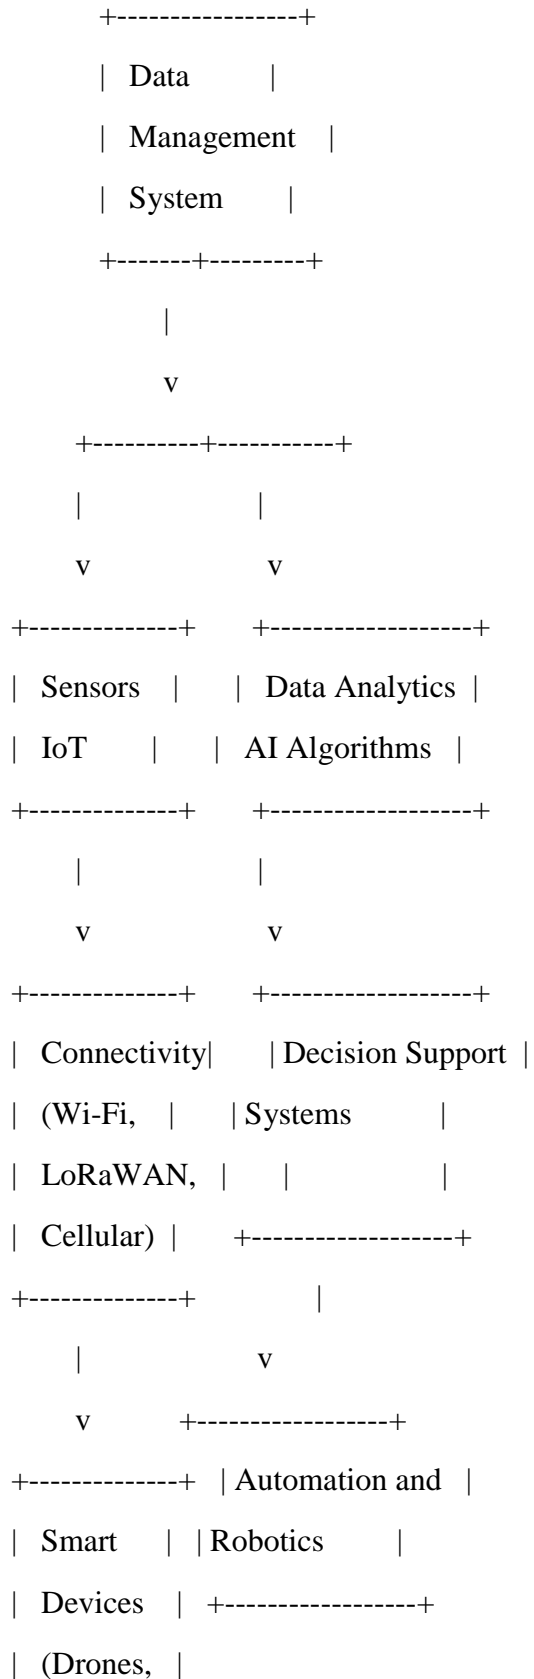 +-----------------+
| Data |
| Management |
| System |
+-------+---------+
|
v
+----------+-----------+
| |
v v
+--------------+ +-------------------+
| Sensors | | Data Analytics |
| IoT | | AI Algorithms |
+--------------+ +-------------------+
| |
v v
+--------------+ +-------------------+
| Connectivity| | Decision Support |
| (Wi-Fi, | | Systems |
| LoRaWAN, | | |
| Cellular) | +-------------------+
+--------------+ |
| v
v +------------------+
+--------------+ | Automation and |
| Smart | | Robotics |
| Devices | +------------------+
| (Drones, |